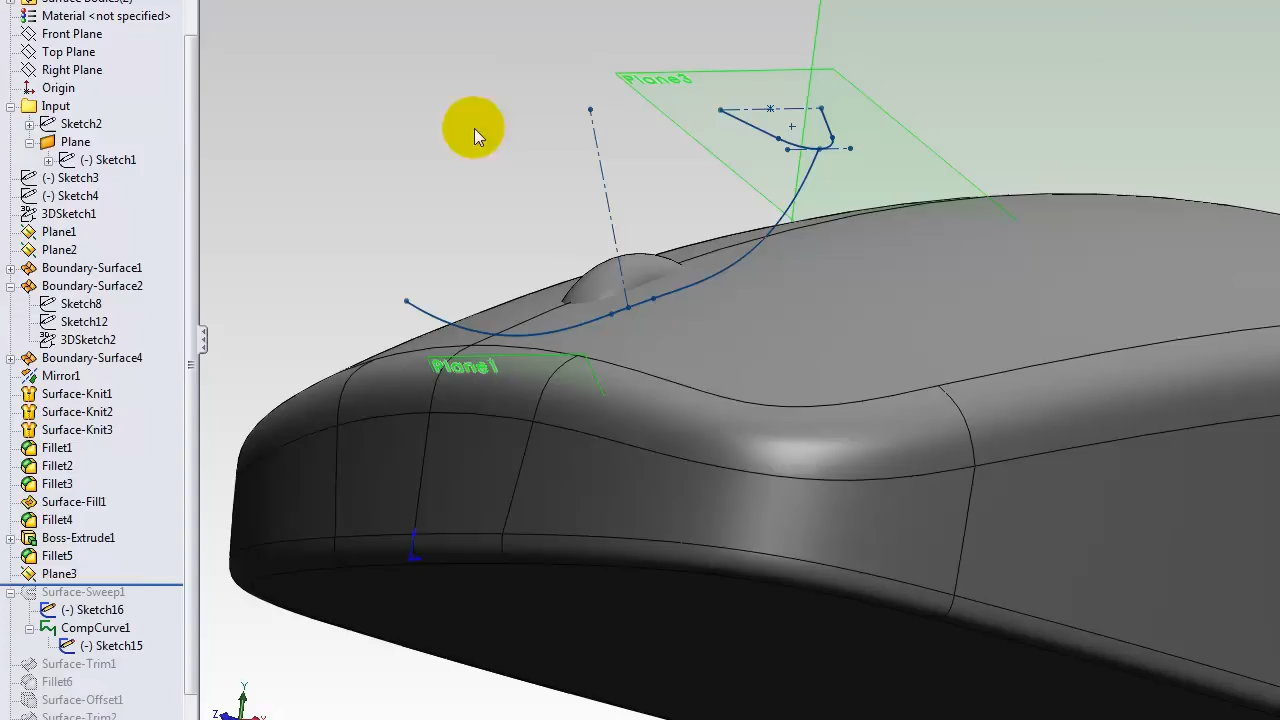 Surface Bodies(2)
Material <not specified>
Front Plane
Top Plane
Right Plane
Origin
Input
Sketch2
Plane
(-) Sketch1
(-) Sketch3
(-) Sketch4
3DSketch1
Plane1
Plane2
Boundary-Surface1
Boundary-Surface2
Sketch8
Sketch12
3DSketch2
Boundary-Surface4
Mirror1
Surface-Knit1
Surface-Knit2
Surface-Knit3
Fillet1
Fillet2
Fillet3
Surface-Fill1
Fillet4
Boss-Extrude1
Fillet5
Plane3
Surface-Sweep1
(-) Sketch16
CompCurve1
(-) Sketch15
Surface-Trim1
Fillet6
Surface-Offset1
Surface-Trim2
Plane3
Plane1
Y
Z